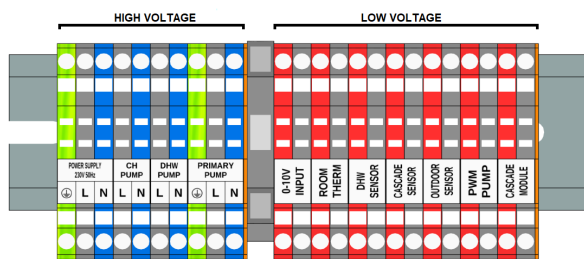 HIGH VOLTAGE
LOW VOLTAGE
POWER SUPPLY
230V 50Hz
CH
PUMP
DHW
PUMP
PRIMARY
PUMP
L N L N L N L N
0-10V
INPUT
ROOM
THERM
DHW
SENSOR
CASCADE
SENSOR
OUTDOOR
SENSOR
PWM
PUMP
CASCADE
MODULE